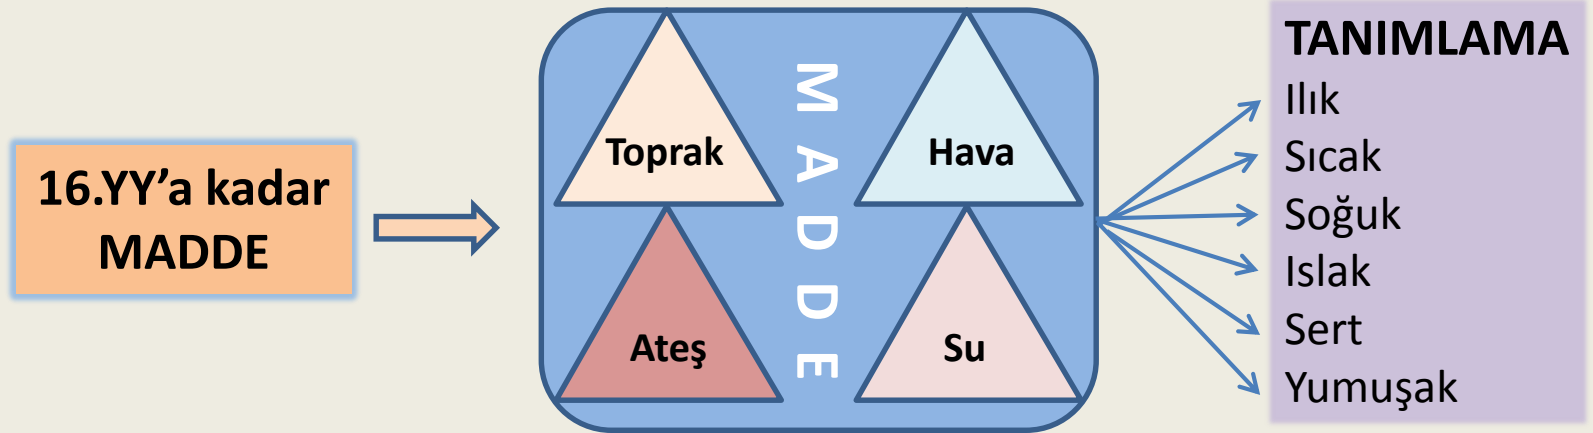 16.YY’a kadar
MADDE
Toprak
Hava
Ateş
Su
MADDE
TANIMLAMA
Ilık
Sıcak
Soğuk
Islak
Sert
Yumuşak